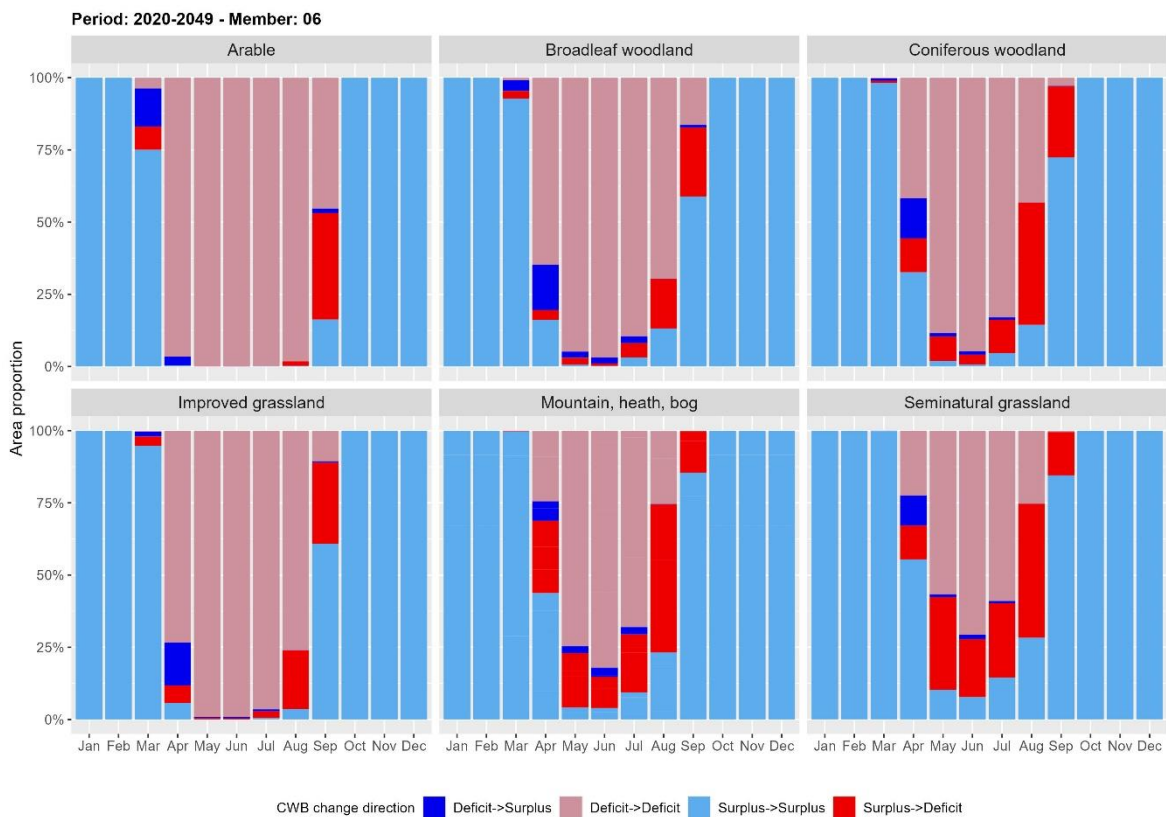 Period: 2020-2049 - Member: 06
Arable Broadleaf woodland Coniferous woodland
100%
75%
50%
25%
0%
Area proportion
Improved grassland Mountain, heath, bog Seminatural grassland
100%
75%
50%
25%
0%
Jan Feb Mar Apr May Jun Jul Aug Sep Oct Nov Dec Jan Feb Mar Apr May Jun Jul Aug Sep Oct Nov Dec Jan Feb Mar Apr May Jun Jul Aug Sep Oct Nov Dec
CWB change direction Deficit->Surplus Deficit->Deficit Surplus->Surplus Surplus->Deficit